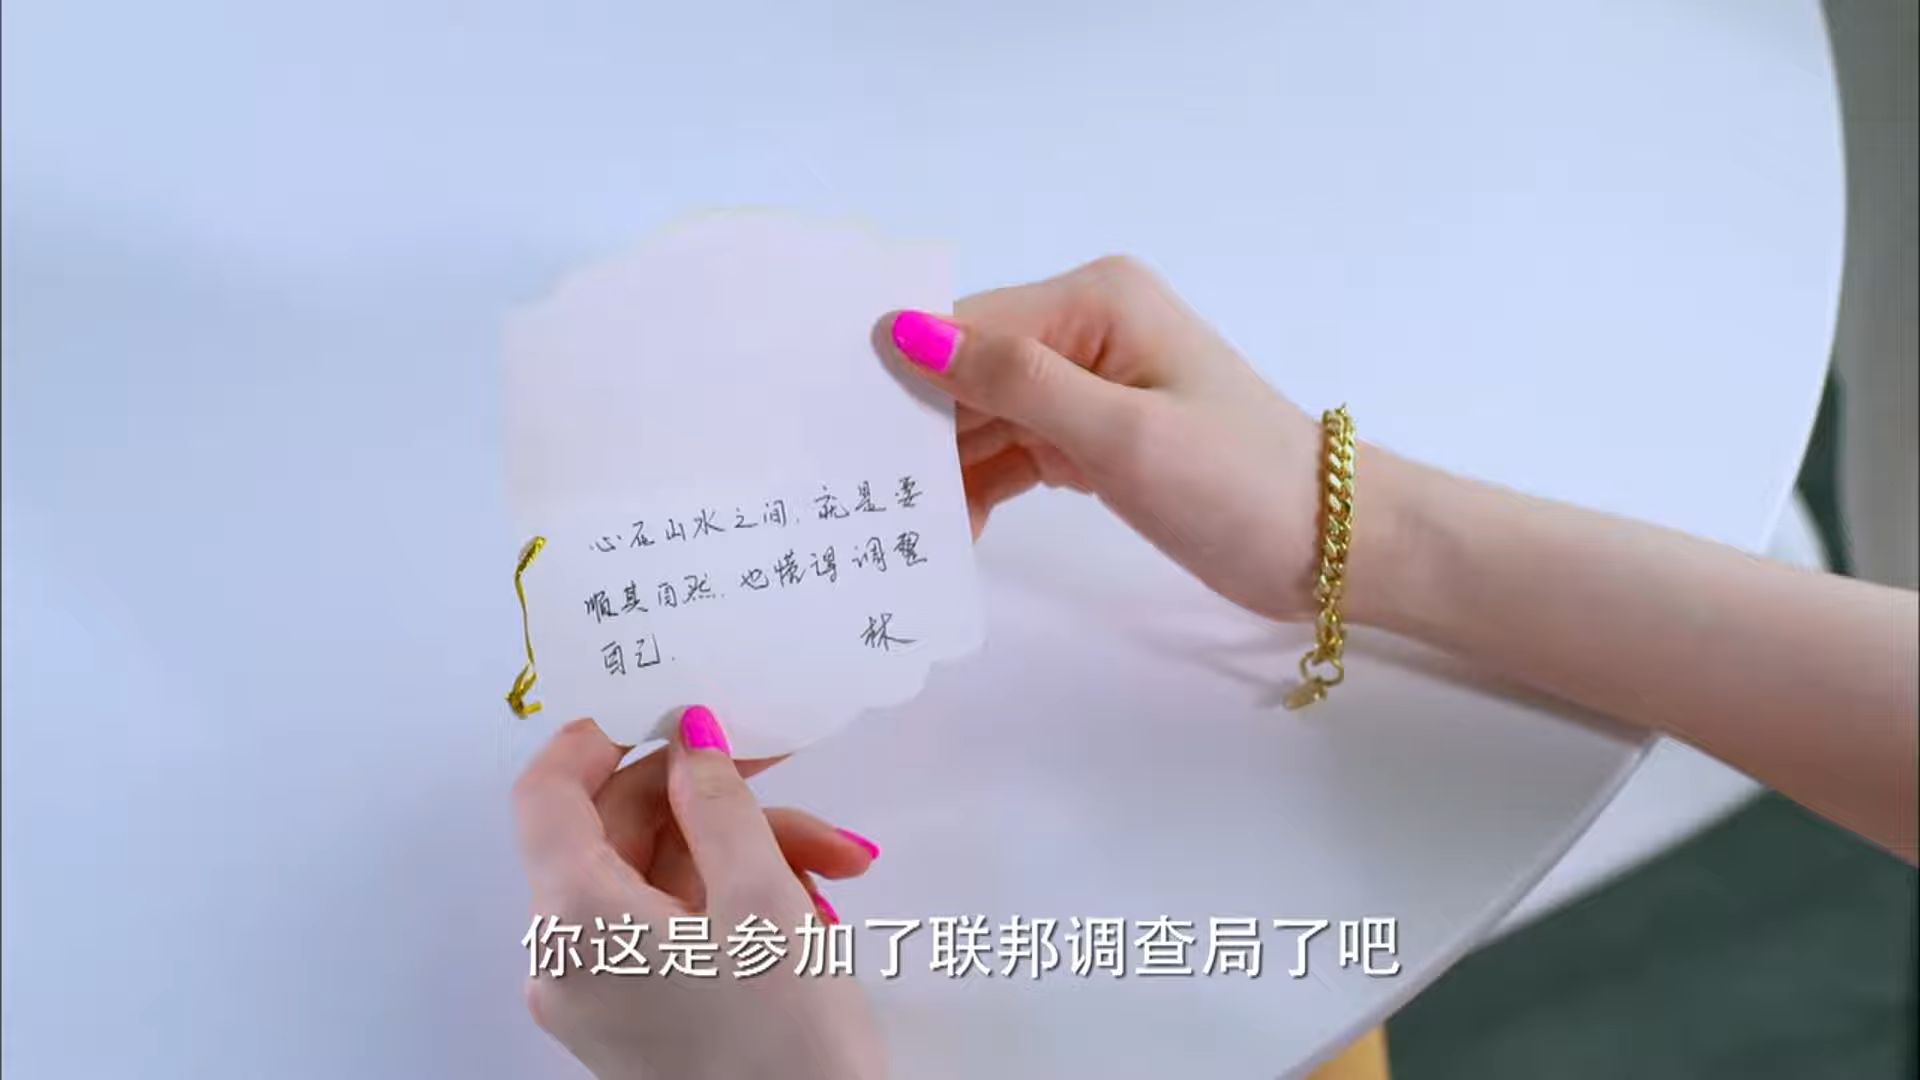 心在山水之间，就是要
顺其自然，也懂得调整
自己.
林
你这是参加了联邦调查局了吧